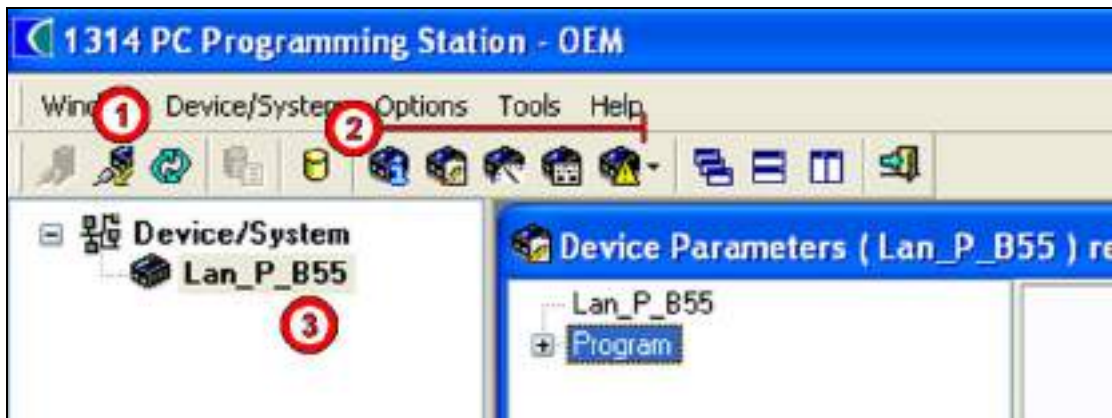 1314 PC Programming Station - OEM
Device/System Options Tools Help
1
2
Device/System
Lan_P_B55
3
Device Parameters ( Lan_P_B55 ) re
Lan_P_B55
Program